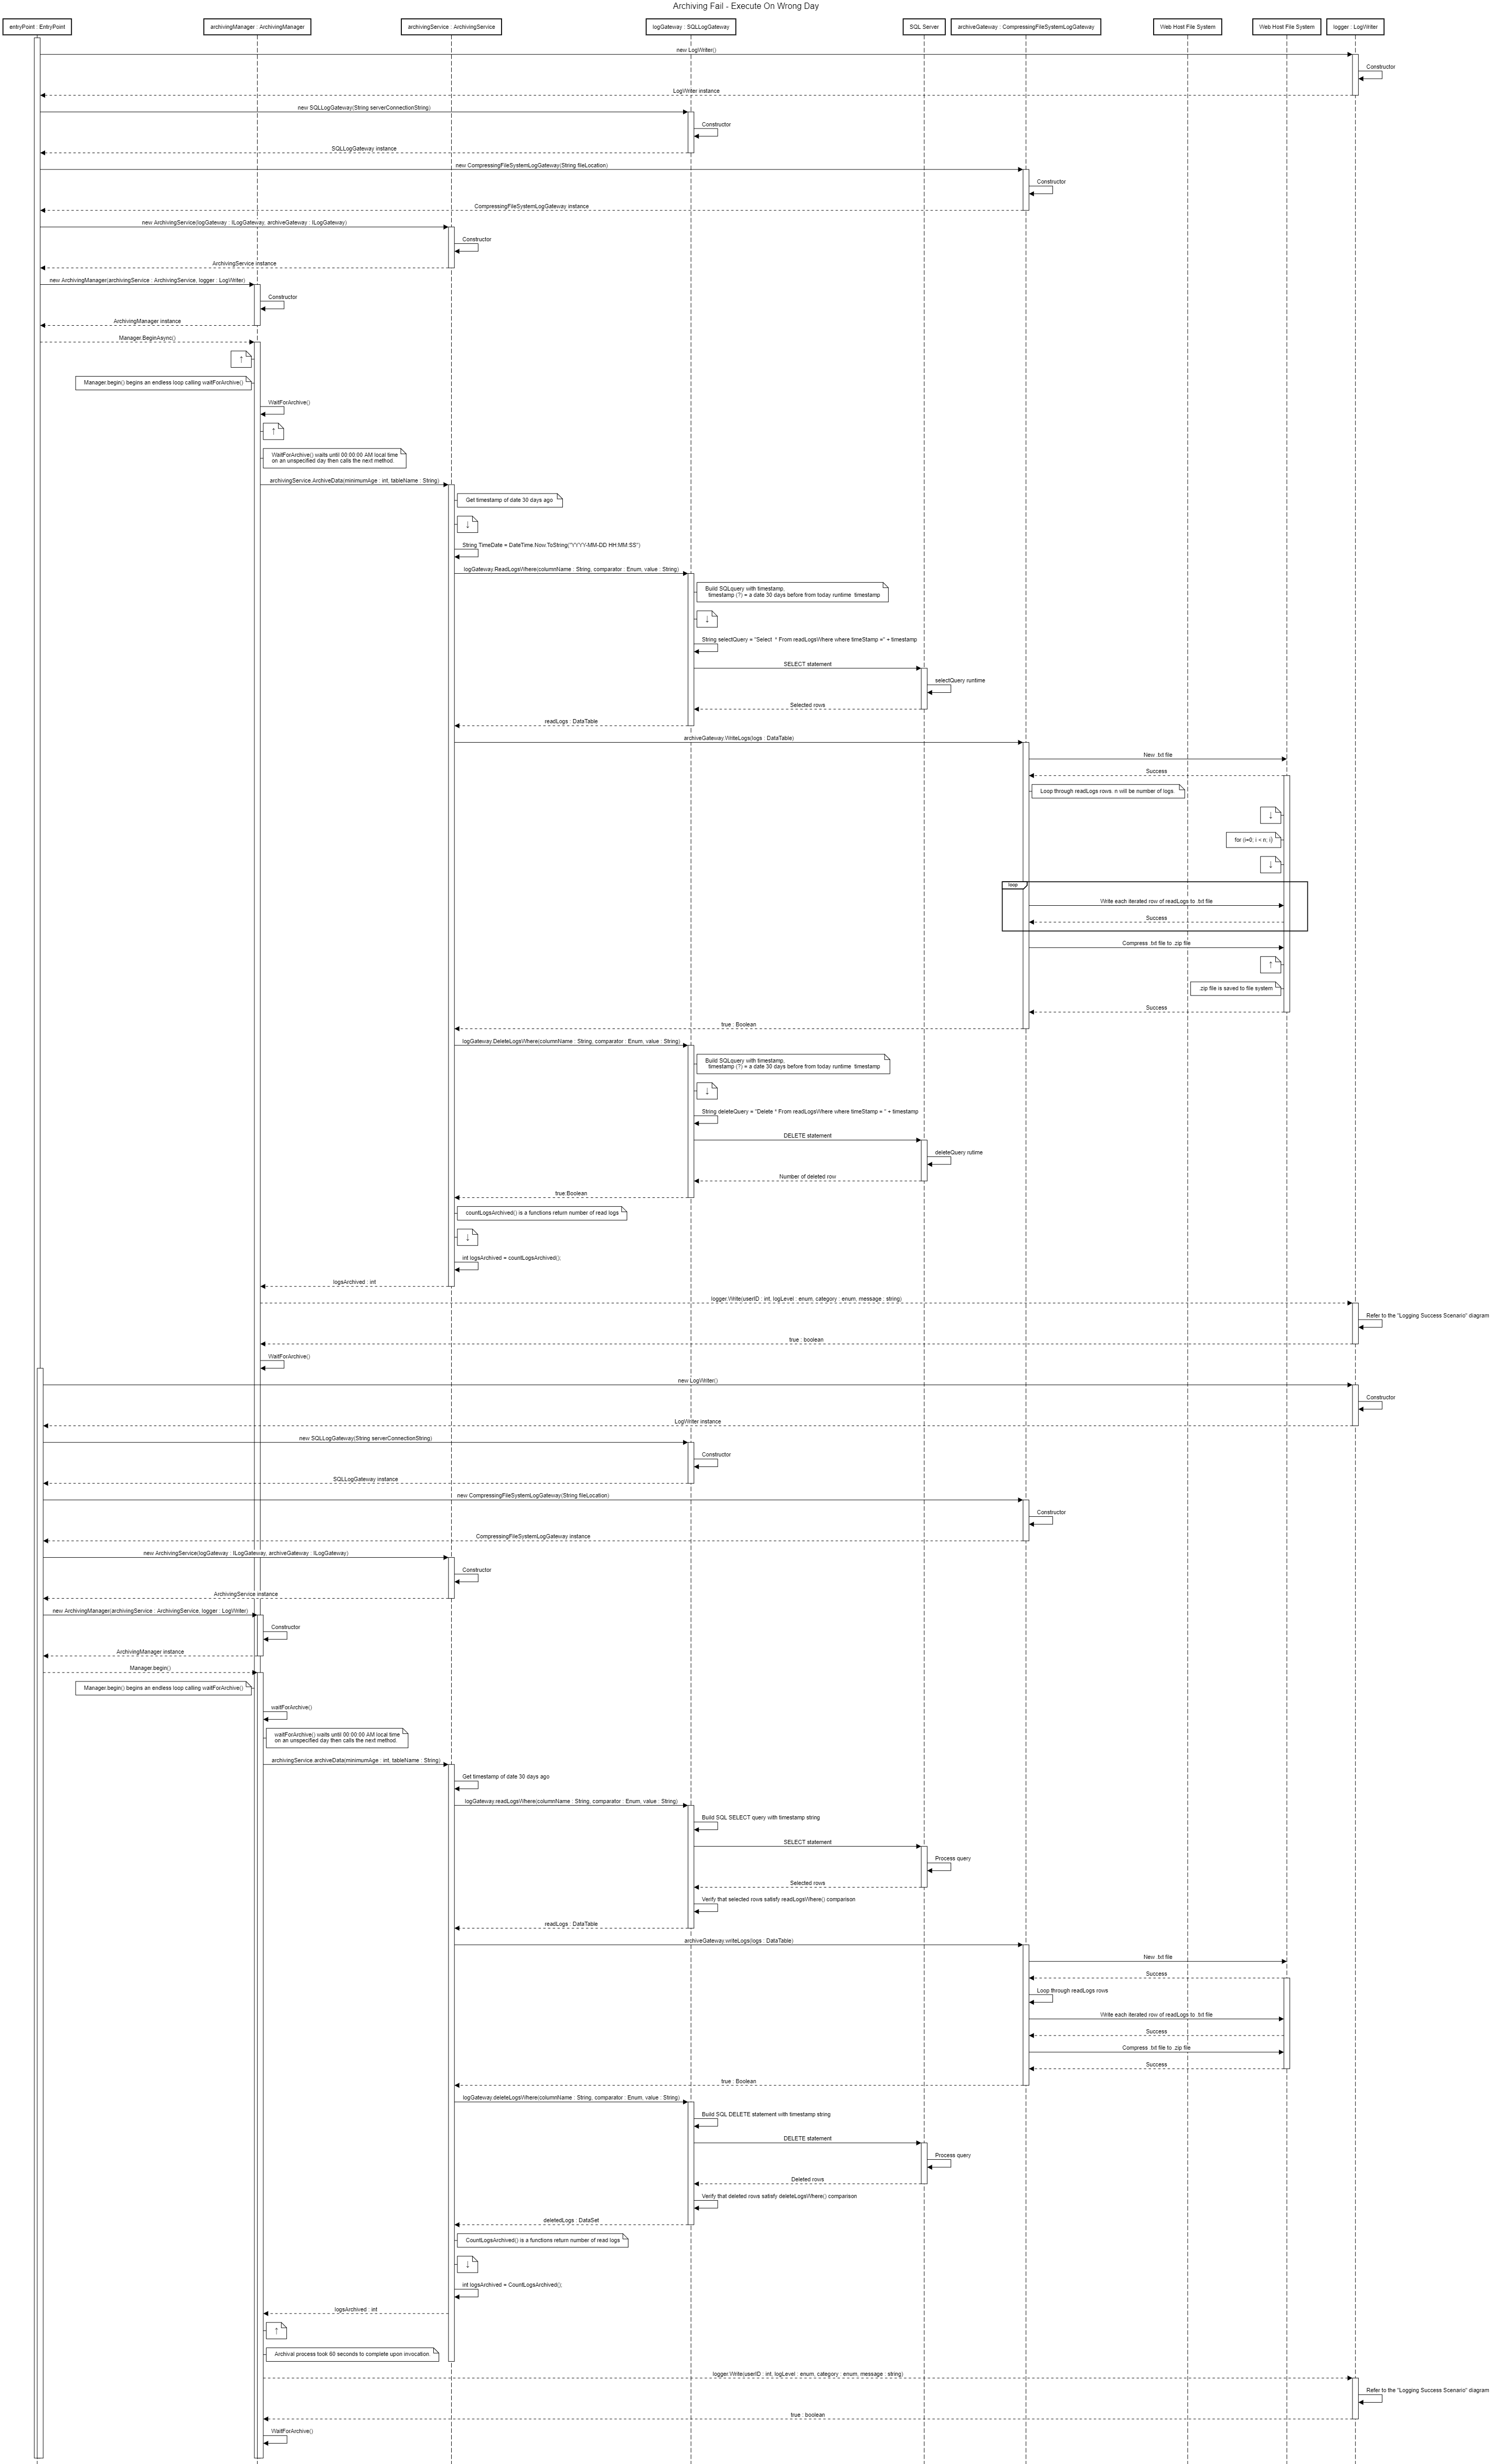 Archiving Fail - Execute On Wrong Day
entryPoint : EntryPoint
archivingManager : ArchivingManager
archivingService : ArchivingService
logGateway : SQLLogGateway
SQL Server
archiveGateway : CompressingFileSystemLogGateway
Web Host File System
Web Host File System
logger : LogWriter
new LogWriter()
Constructor
LogWriter instance
new SQLLogGateway(String serverConnectionString)
Constructor
SQLLogGateway instance
new CompressingFileSystemLogGateway(String fileLocation)
Constructor
CompressingFileSystemLogGateway instance
new ArchivingService(logGateway : ILogGateway, archiveGateway : ILogGateway)
Constructor
ArchivingService instance
new ArchivingManager(archivingService : ArchivingService, logger : LogWriter)
Constructor
ArchivingManager instance
Manager.BeginAsync()
↑
Manager.begin() begins an endless loop calling waitForArchive()
WaitForArchive()
↑
WaitForArchive() waits until 00:00:00 AM local time
on an unspecified day then calls the next method.
archivingService.ArchiveData(minimumAge : int, tableName : String)
Get timestamp of date 30 days ago
↓
String TimeDate = DateTime.Now.ToString("YYYY-MM-DD HH:MM:SS")
logGateway.ReadLogsWhere(columnName : String, comparator : Enum, value : String)
Build SQLquery with timestamp,
timestamp (?) = a date 30 days before from today runtime timestamp
↓
String selectQuery = "Select * From readLogsWhere where timeStamp =" + timestamp
SELECT statement
selectQuery runtime
Selected rows
readLogs : DataTable
archiveGateway.WriteLogs(logs : DataTable)
New .txt file
Success
Loop through readLogs rows. n will be number of logs.
↓
for (i=0; i < n; i)
↓
loop
Write each iterated row of readLogs to .txt file
Success
Compress .txt file to .zip file
↑
.zip file is saved to file system
Success
true : Boolean
logGateway.DeleteLogsWhere(columnName : String, comparator : Enum, value : String)
Build SQLquery with timestamp,
timestamp (?) = a date 30 days before from today runtime timestamp
↓
String deleteQuery = "Delete * From readLogsWhere where timeStamp = " + timestamp
DELETE statement
deleteQuery rutime
Number of deleted row
true:Boolean
countLogsArchived() is a functions return number of read logs
↓
int logsArchived = countLogsArchived();
logsArchived : int
logger.Write(userID : int, logLevel : enum, category : enum, message : string)
Refer to the "Logging Success Scenario" diagram
true : boolean
WaitForArchive()
new LogWriter()
Constructor
LogWriter instance
new SQLLogGateway(String serverConnectionString)
Constructor
SQLLogGateway instance
new CompressingFileSystemLogGateway(String fileLocation)
Constructor
CompressingFileSystemLogGateway instance
new ArchivingService(logGateway : ILogGateway, archiveGateway : ILogGateway)
Constructor
ArchivingService instance
new ArchivingManager(archivingService : ArchivingService, logger : LogWriter)
Constructor
ArchivingManager instance
Manager.begin()
Manager.begin() begins an endless loop calling waitForArchive()
waitForArchive()
waitForArchive() waits until 00:00:00 AM local time
on an unspecified day then calls the next method.
archivingService.archiveData(minimumAge : int, tableName : String)
Get timestamp of date 30 days ago
logGateway.readLogsWhere(columnName : String, comparator : Enum, value : String)
Build SQL SELECT query with timestamp string
SELECT statement
Process query
Selected rows
Verify that selected rows satisfy readLogsWhere() comparison
readLogs : DataTable
archiveGateway.writeLogs(logs : DataTable)
New .txt file
Success
Loop through readLogs rows
Write each iterated row of readLogs to .txt file
Success
Compress .txt file to .zip file
Success
true : Boolean
logGateway.deleteLogsWhere(columnName : String, comparator : Enum, value : String)
Build SQL DELETE statement with timestamp string
DELETE statement
Process query
Deleted rows
Verify that deleted rows satisfy deleteLogsWhere() comparison
deletedLogs : DataSet
CountLogsArchived() is a functions return number of read logs
↓
int logsArchived = CountLogsArchived();
logsArchived : int
↑
Archival process took 60 seconds to complete upon invocation.
logger.Write(userID : int, logLevel : enum, category : enum, message : string)
Refer to the "Logging Success Scenario" diagram
true : boolean
WaitForArchive()